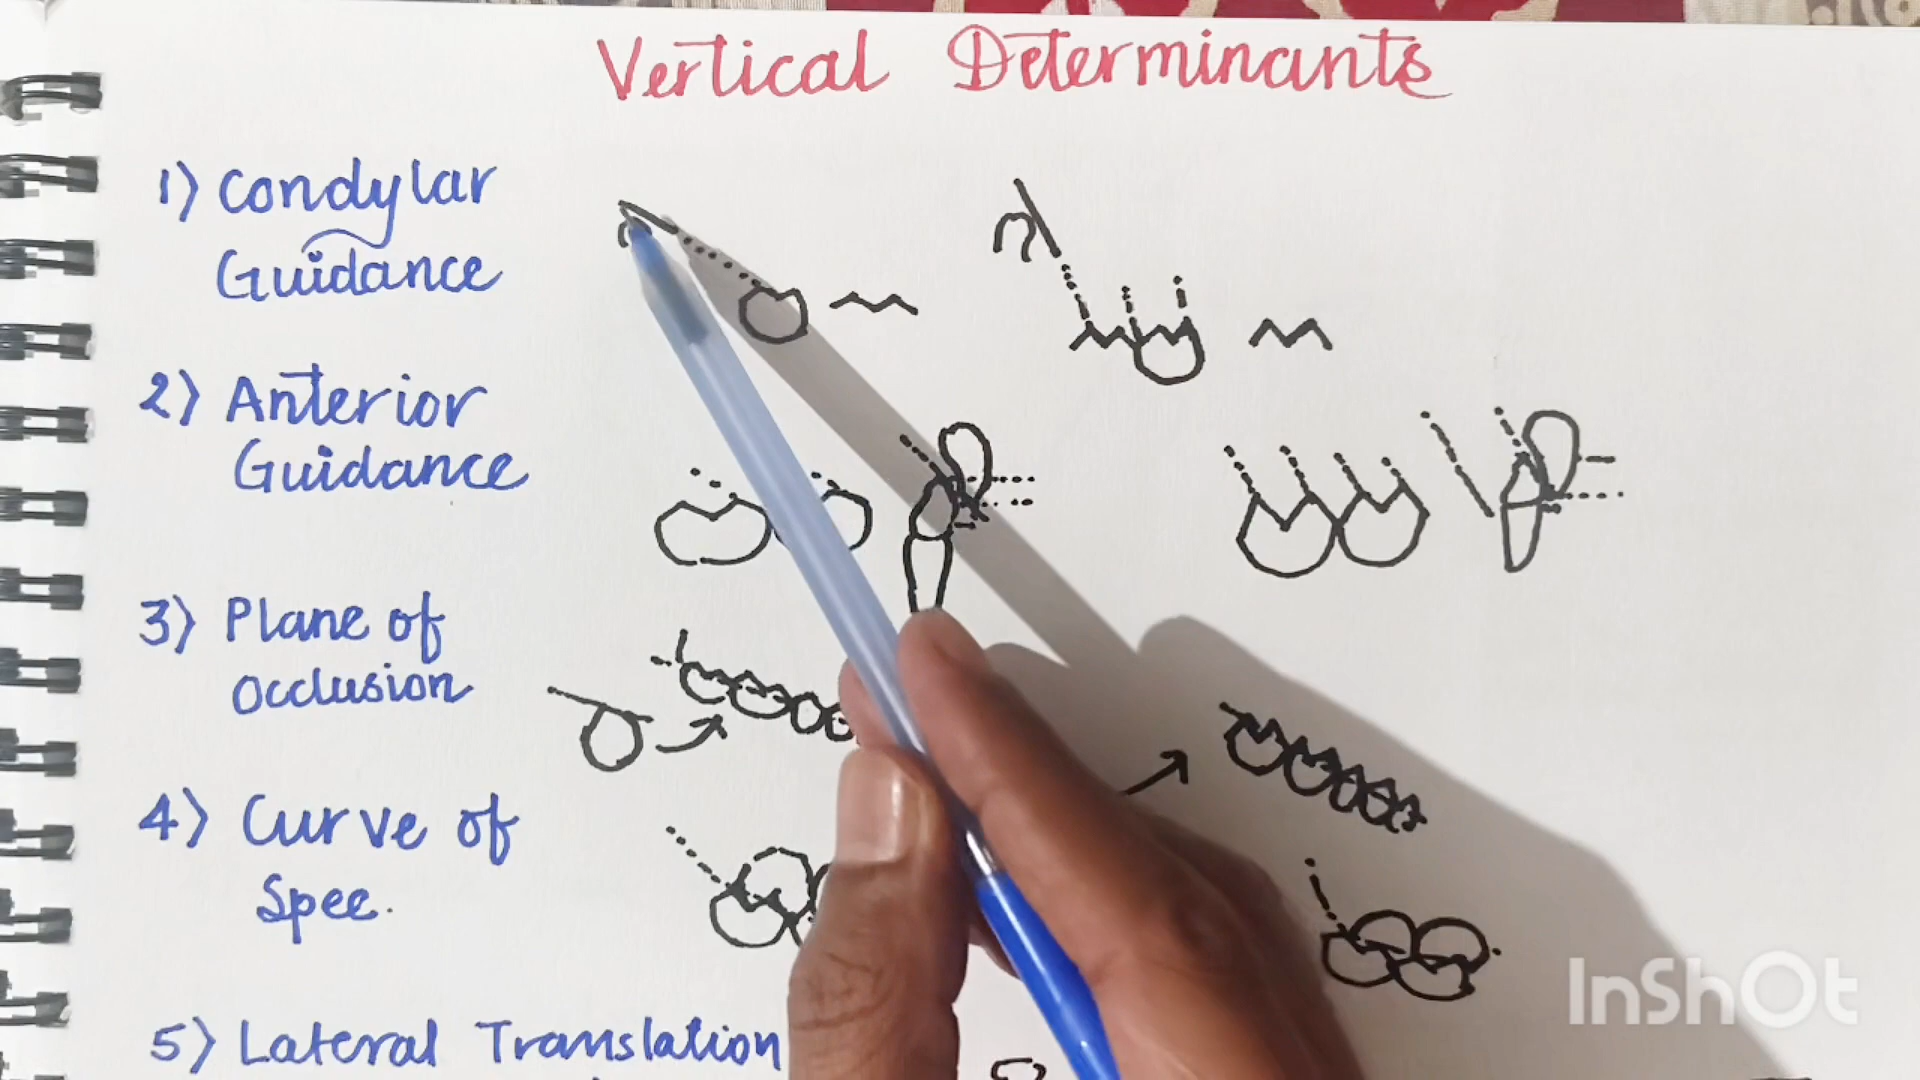 Vertical Determinants
1) Condylar
Guidance
2) Anterior
Guidance
3) Plane of
Occlusion
4) Curve of
Spee.
5) Lateral Translation
InShOt